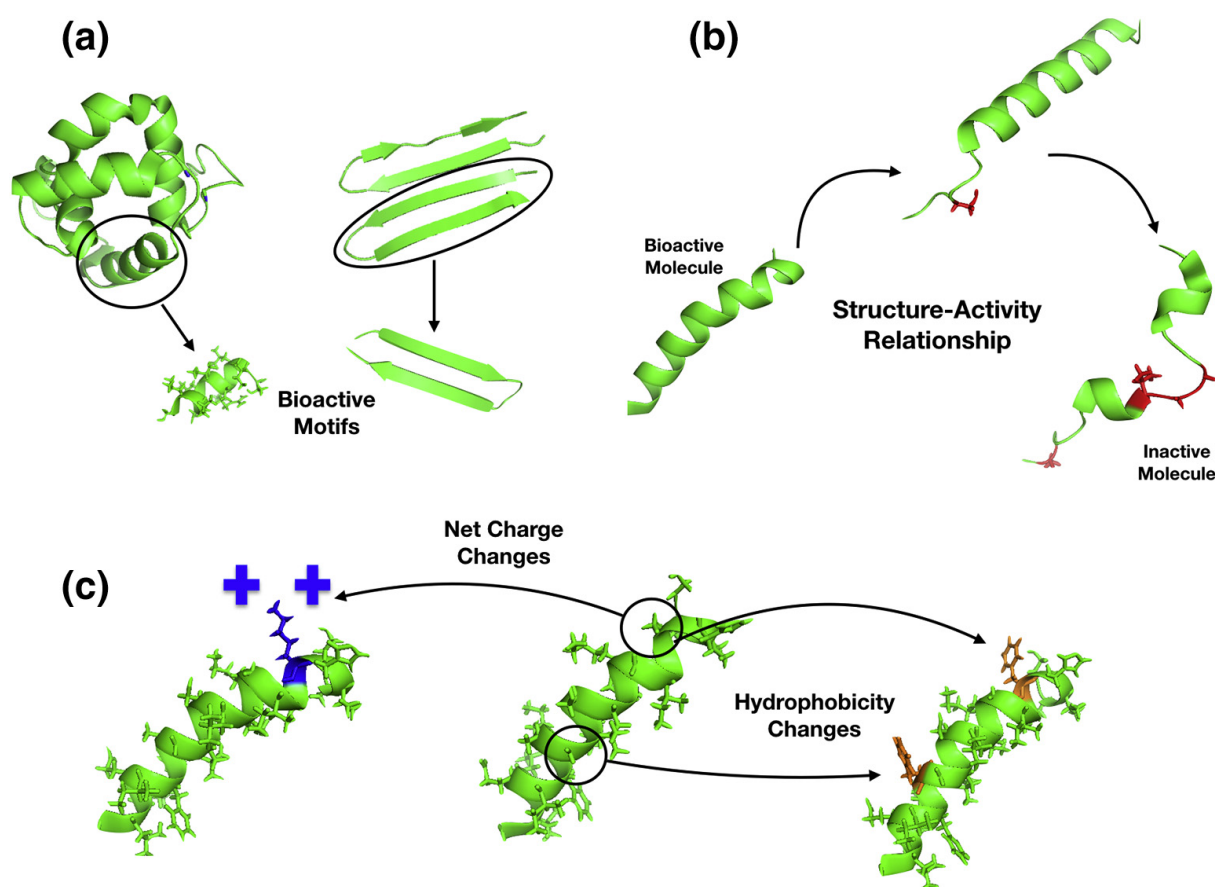 (a)
(b)
Bioactive
Molecule
Structure-Activity
Relationship
Bioactive
Motifs
Inactive
Molecule
Net Charge
Changes
(c)
Hydrophobicity
Changes